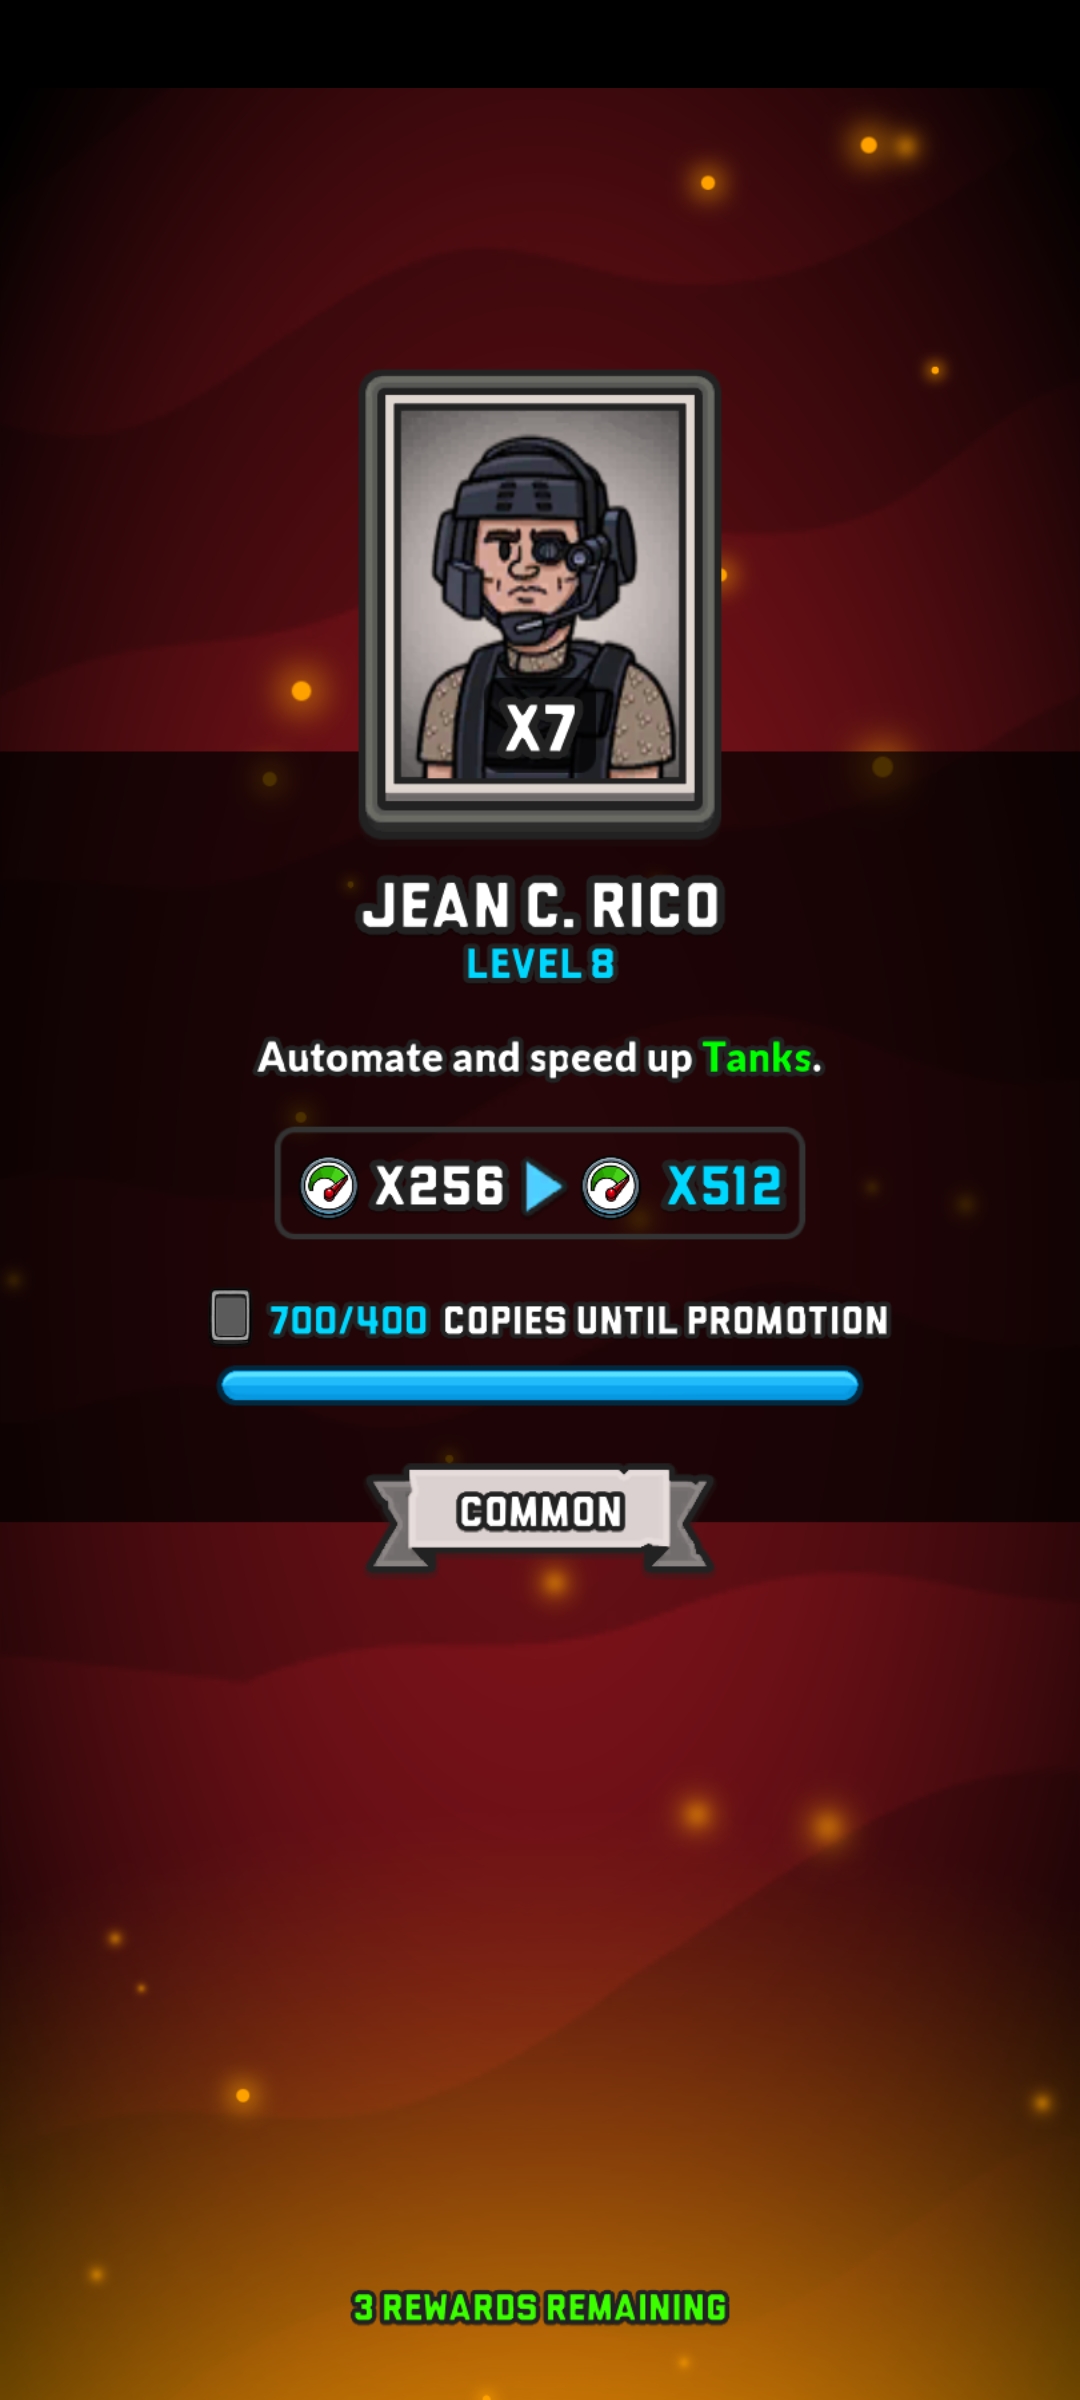 X7
JEAN C. RICO
LEVEL 8
Automate and speed up Tanks.
X256 X512
700/400 COPIES UNTIL PROMOTION
COMMON
3 REWARDS REMAINING